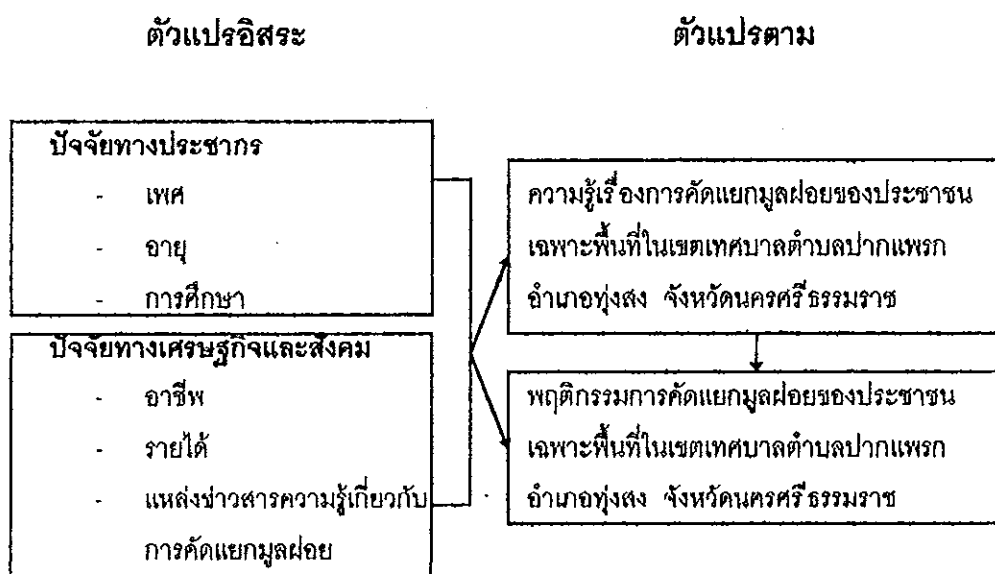 ตัวแปรอิสระ
ตัวแปรตาม
ปัจจัยทางประชากร
- เพศ
- อายุ
- การศึกษา
ปัจจัยทางเศรษฐกิจและสังคม
- อาชีพ
- รายได้
- แหล่งข่าวสารความรู้เกี่ยวกับ
การคัดแยกมูลฝอย
ความรู้เรื่องการคัดแยกมูลฝอยของประชาชน
เฉพาะพื้นที่ในเขตเทศบาลตำบลปากแพรก
อำเภอทุ่งสง จังหวัดนครศรีธรรมราช
พฤติกรรมการคัดแยกมูลฝอยของประชาชน
เฉพาะพื้นที่ในเขตเทศบาลตำบลปากแพรก
อำเภอทุ่งสง จังหวัดนครศรีธรรมราช